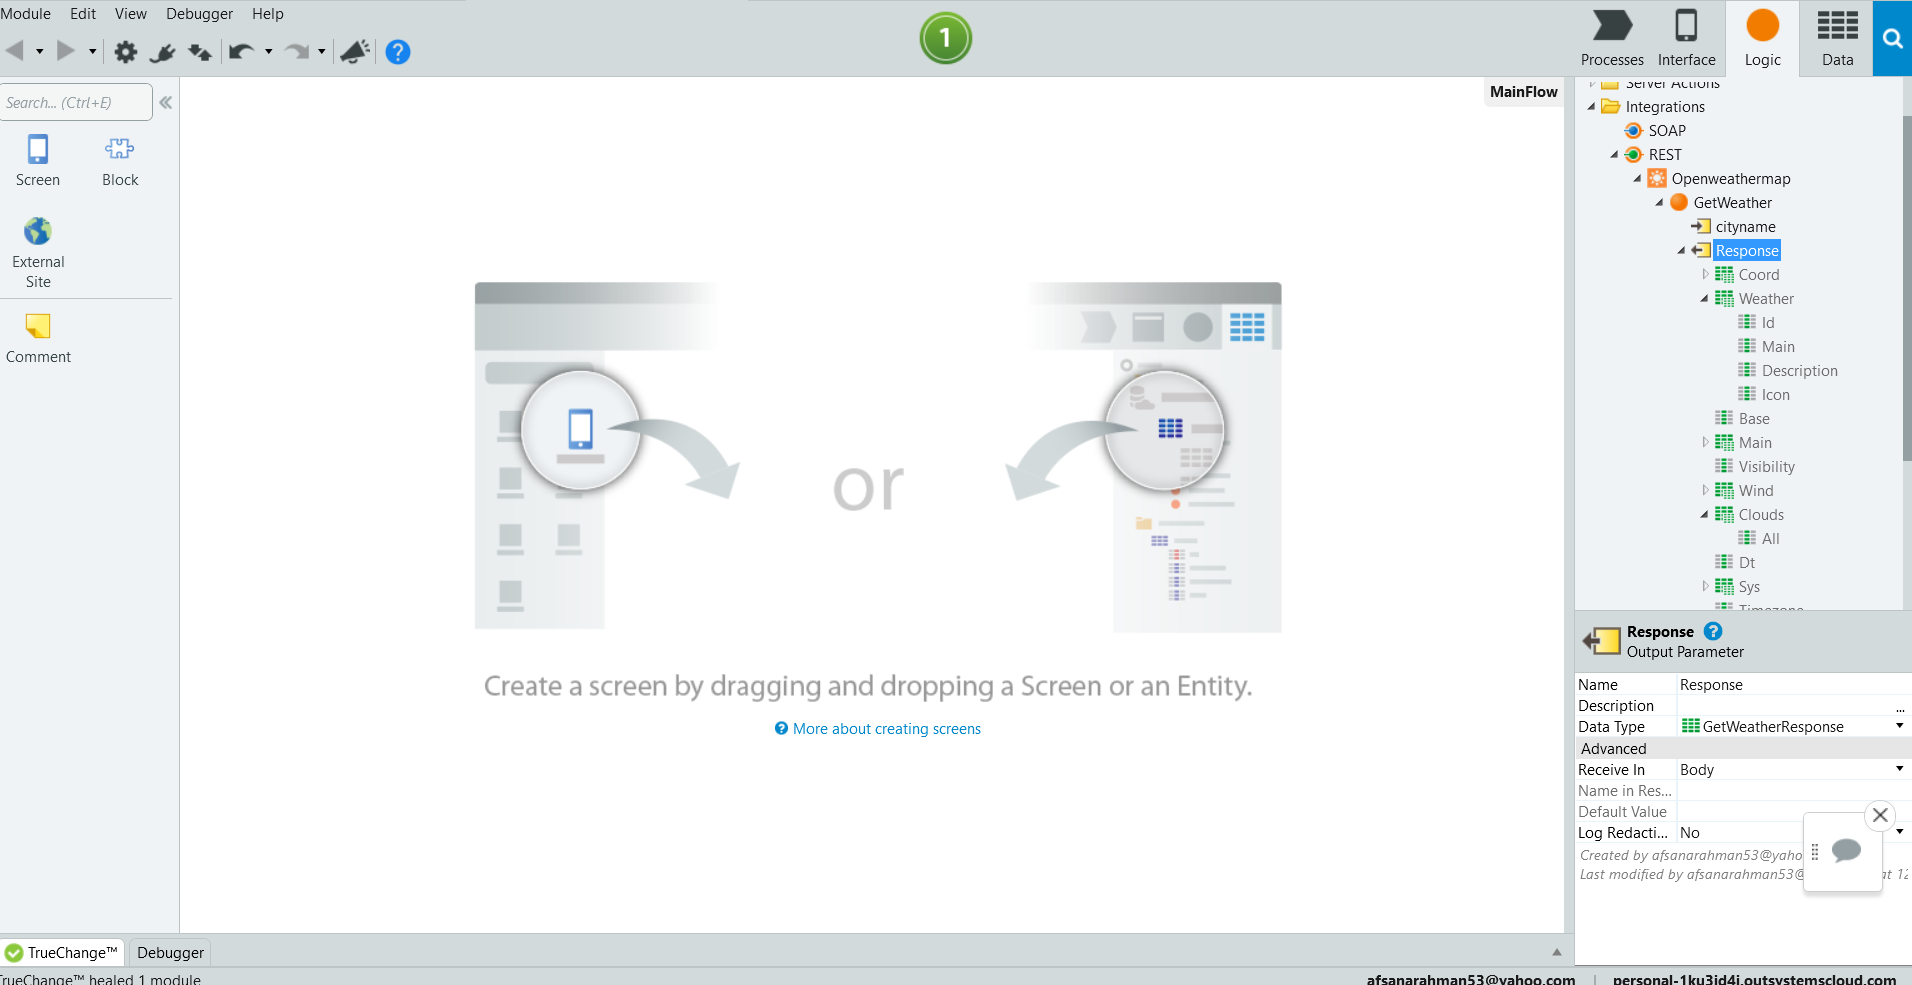 Module Edit View Debugger Help
1
Processes Interface Logic Data
Search... (Ctrl+E)
Screen Block
External
Site
Comment
MainFlow
or
Create a screen by dragging and dropping a Screen or an Entity.
More about creating screens
Server Actions
Integrations
SOAP
REST
Openweathermap
GetWeather
cityname
Response
Coord
Weather
Id
Main
Description
Icon
Base
Main
Visibility
Wind
Clouds
All
Dt
Sys
Timezone
Response
Output Parameter
Name Response
Description ...
Data Type GetWeatherResponse
Advanced
Receive In Body
Name in Res...
Default Value
Log Redacti... No
Created by afsanarahman53@yaho
Last modified by afsanarahman53@ at 12
TrueChange™ Debugger
TrueChange™ healed 1 module
afsanarahman53@yahoo.com personal-1ku3id4i.outsystemscloud.com